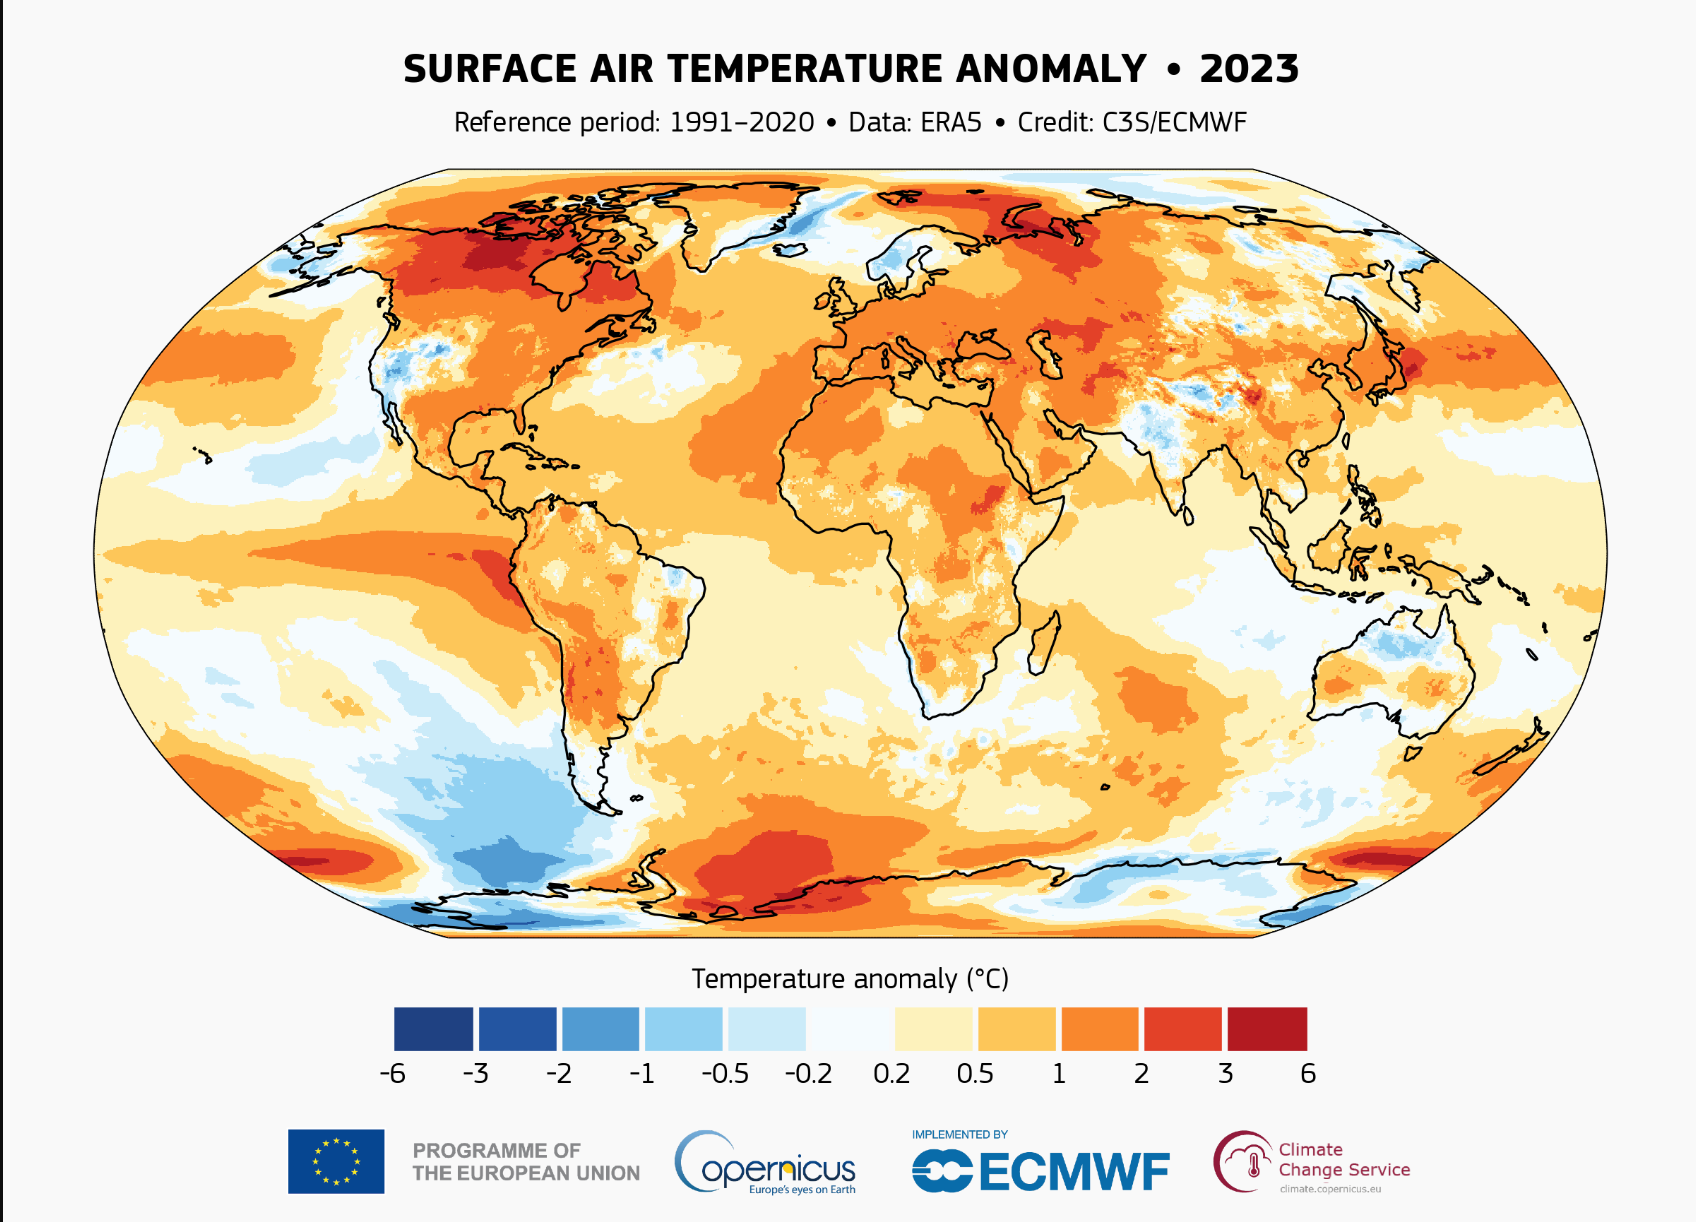 SURFACE AIR TEMPERATURE ANOMALY • 2023
Reference period: 1991–2020 • Data: ERA5 • Credit: C3S/ECMWF
Temperature anomaly (°C)
-6 -3 -2 -1 -0.5 -0.2 0.2 0.5 1 2 3 6
PROGRAMME OF
THE EUROPEAN UNION
opernicus
Europe's eyes on Earth
IMPLEMENTED BY
ECMWF
Climate
Change Service
climate.copernicus.eu